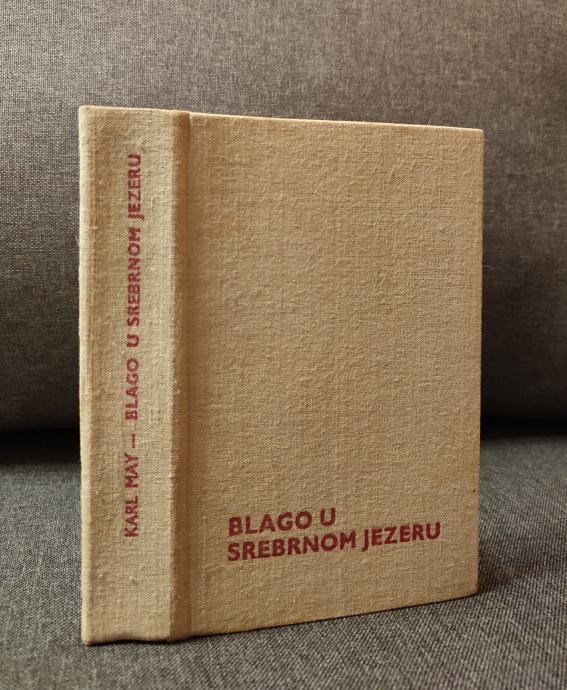 KARL MAY — BLAGO U SREBRNOM JEZERU
BLAGO U
SREBRNOM JEZERU